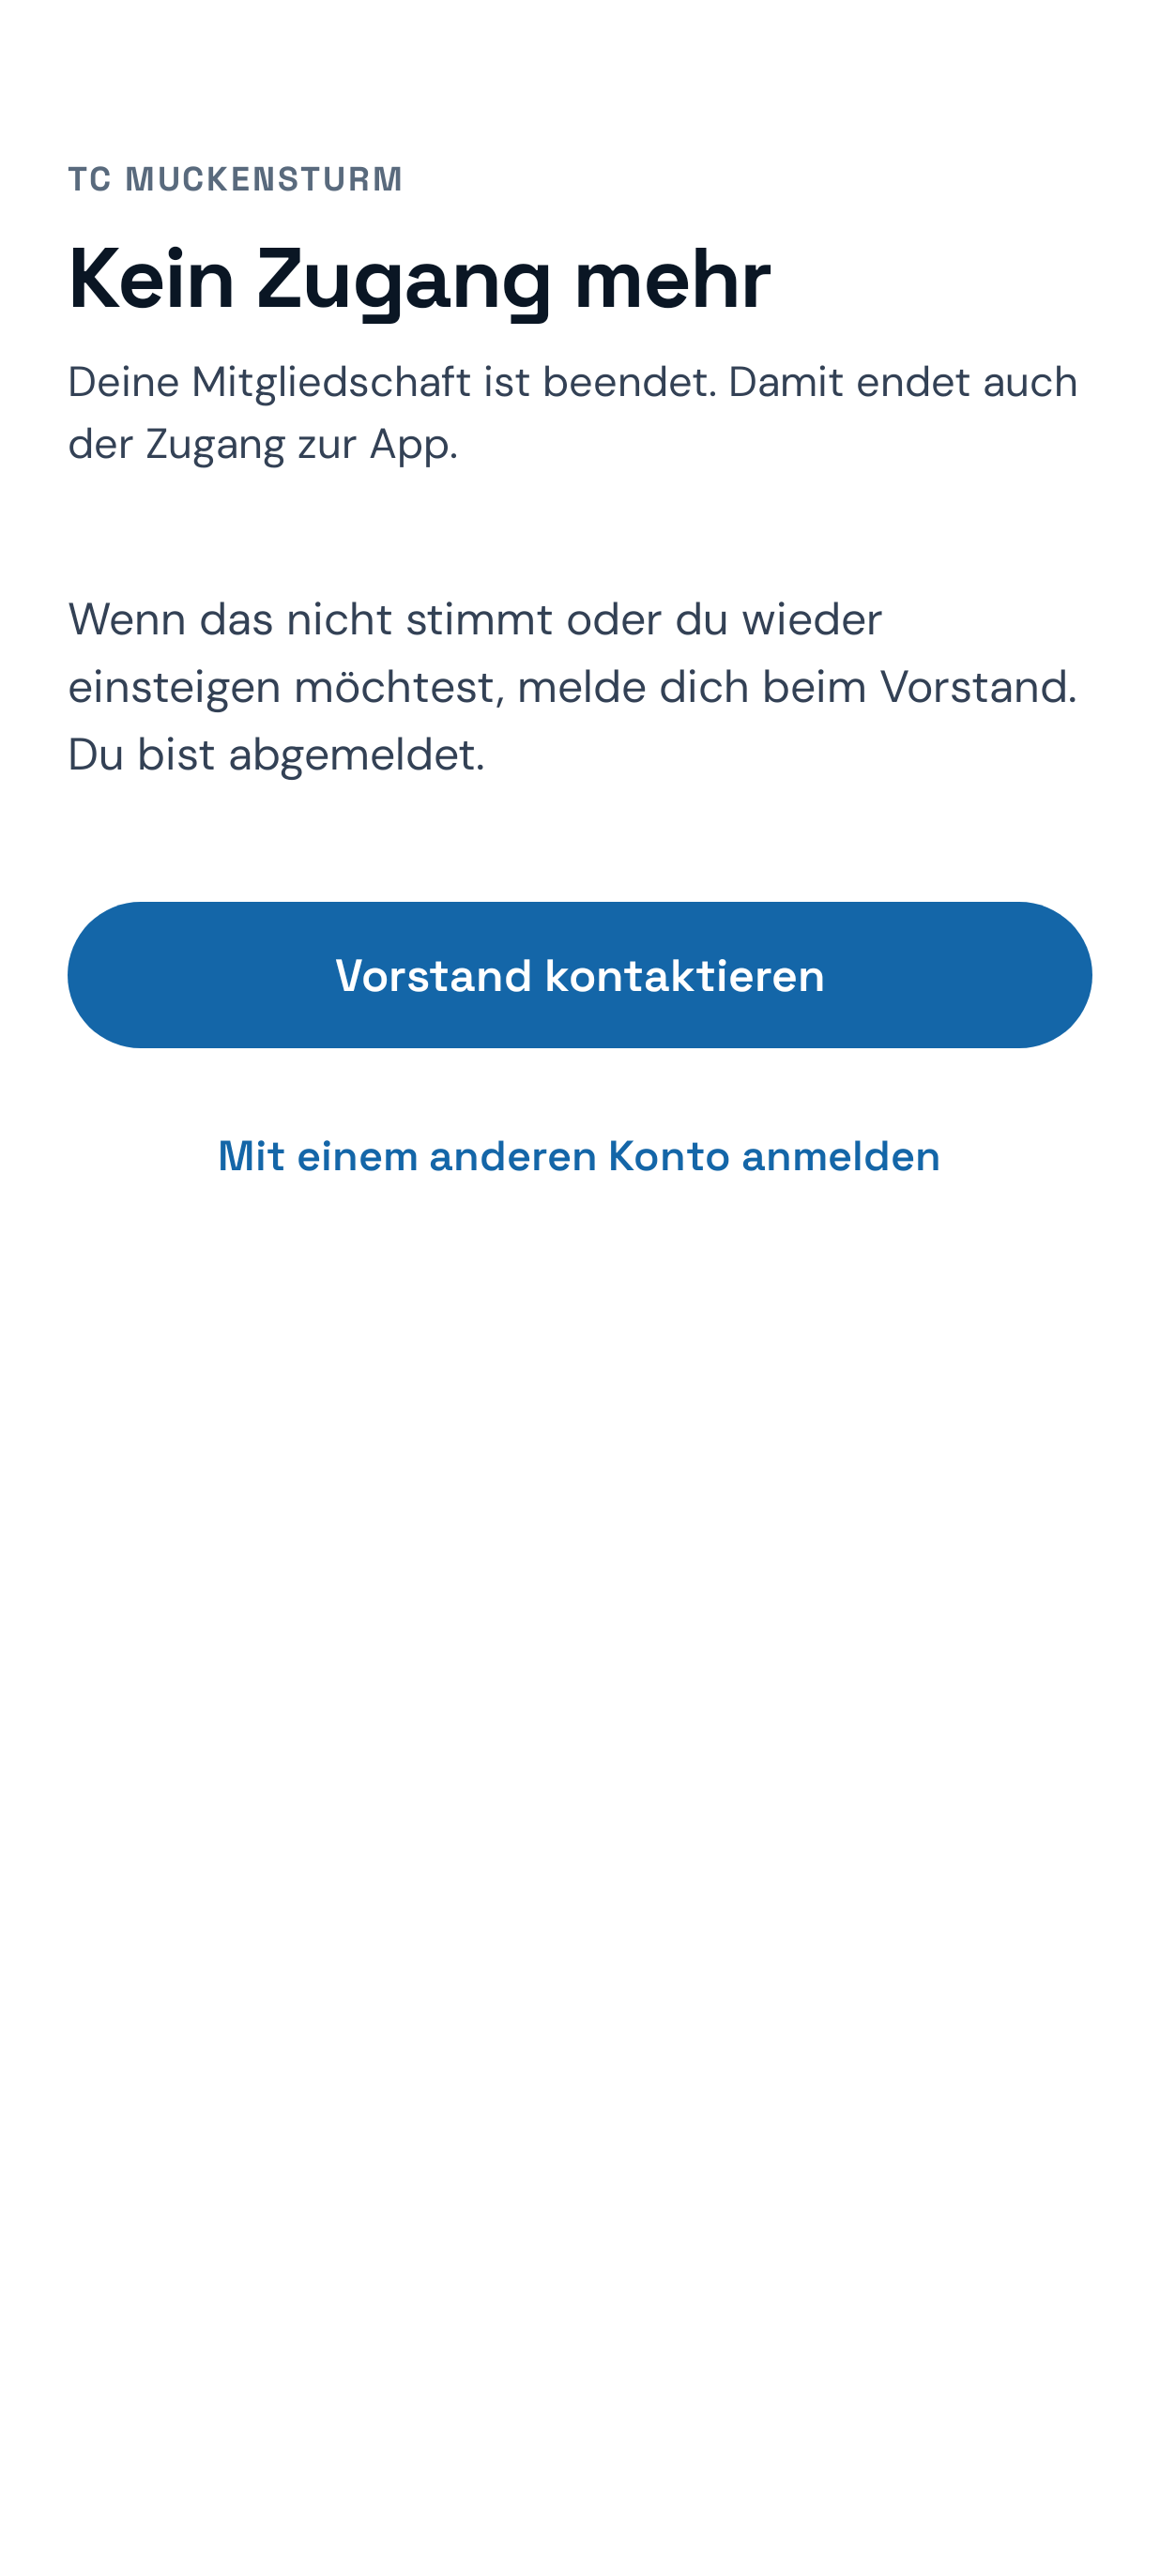 TC MUCKENSTURM
Kein Zugang mehr
Deine Mitgliedschaft ist beendet. Damit endet auch
der Zugang zur App.
Wenn das nicht stimmt oder du wieder
einsteigen möchtest, melde dich beim Vorstand.
Du bist abgemeldet.
Vorstand kontaktieren
Mit einem anderen Konto anmelden